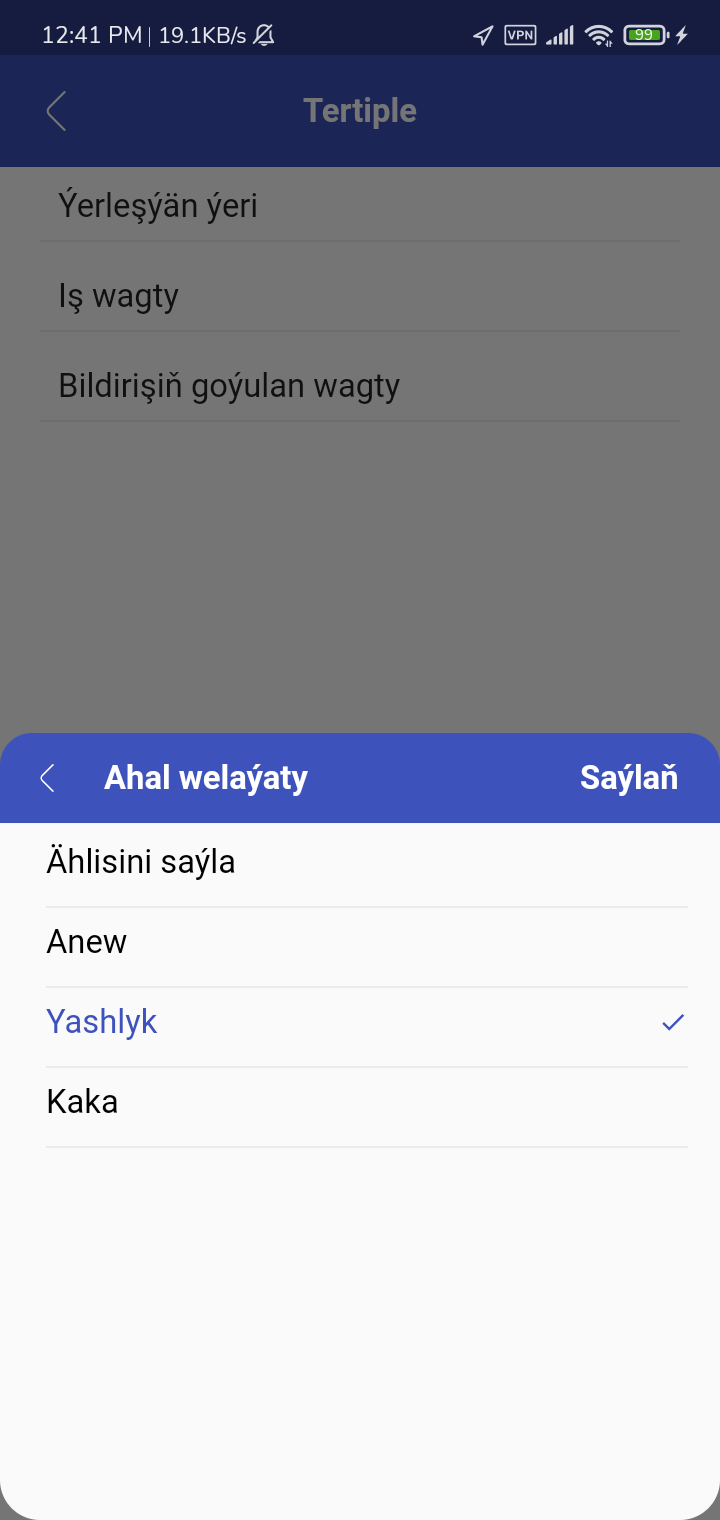 12:41 PM | 19.1KB/s VPN 99
Tertiple
Ýerleşýän ýeri
Iş wagty
Bildirişiň goýulan wagty
Ahal welaýaty Saýlaň
Ählisini saýla
Anew
Yashlyk
Kaka